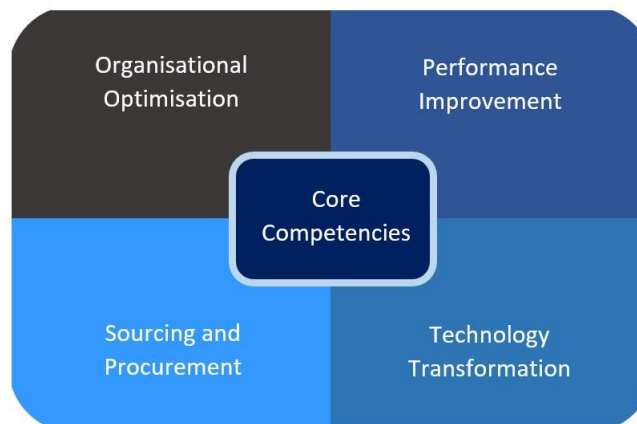 Organisational
Optimisation
Performance
Improvement
Core
Competencies
Sourcing and
Procurement
Technology
Transformation